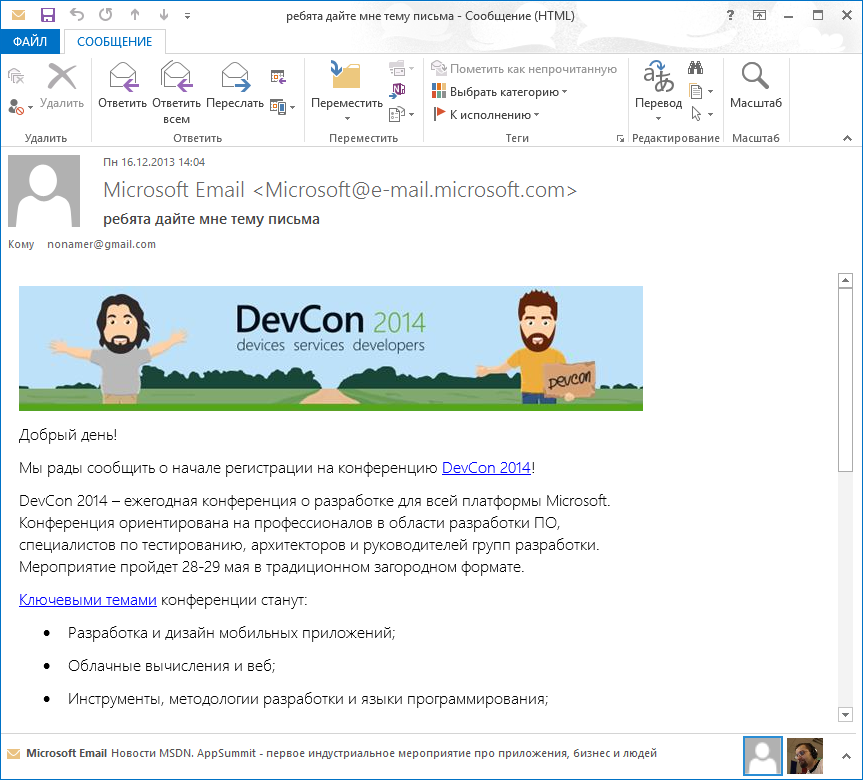 ребята дайте мне тему письма - Сообщение (HTML)
ФАЙЛ
СООБЩЕНИЕ
Удалить
Ответить
Ответить всем
Переслать
Переместить
Пометить как непрочитанную
Выбрать категорию
К исполнению
Перевод
Масштаб
Удалить
Ответить
Переместить
Теги
Редактирование
Масштаб
Пн 16.12.2013 14:04
Microsoft Email <Microsoft@e-mail.microsoft.com>
ребята дайте мне тему письма
Кому nonamer@gmail.com
DevCon 2014
devices services developers
Devcon
Добрый день!
Мы рады сообщить о начале регистрации на конференцию DevCon 2014!
DevCon 2014 – ежегодная конференция о разработке для всей платформы Microsoft.
Конференция ориентирована на профессионалов в области разработки ПО,
специалистов по тестированию, архитекторов и руководителей групп разработки.
Мероприятие пройдет 28-29 мая в традиционном загородном формате.
Ключевыми темами конференции станут:
• Разработка и дизайн мобильных приложений;
• Облачные вычисления и веб;
• Инструменты, методологии разработки и языки программирования;
Microsoft Email Новости MSDN. AppSummit - первое индустриальное мероприятие про приложения, бизнес и людей